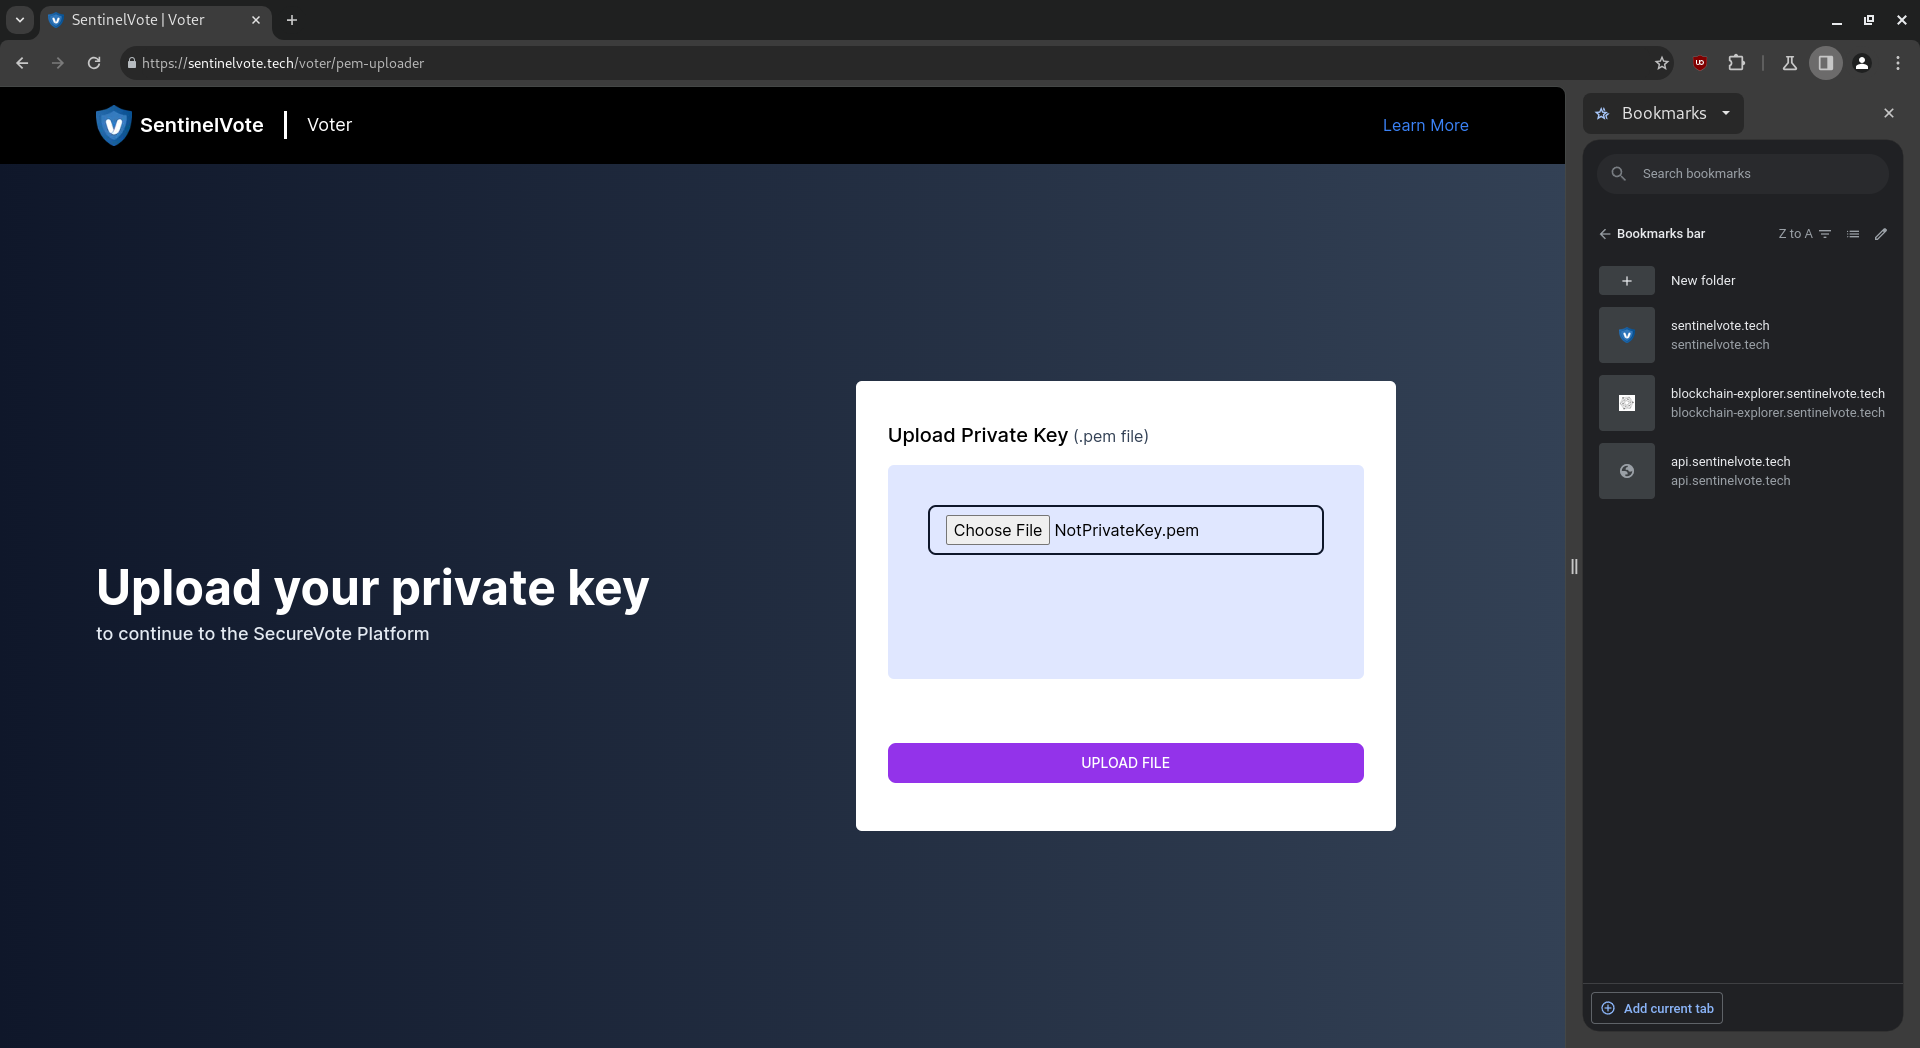 SentinelVote | Voter
https://sentinelvote.tech/voter/pem-uploader
SentinelVote
Voter
Learn More
Upload your private key
to continue to the SecureVote Platform
Upload Private Key (.pem file)
Choose File NotPrivateKey.pem
UPLOAD FILE
Bookmarks
Search bookmarks
Bookmarks bar
Z to A
New folder
sentinelvote.tech
sentinelvote.tech
blockchain-explorer.sentinelvote.tech
blockchain-explorer.sentinelvote.tech
api.sentinelvote.tech
api.sentinelvote.tech
Add current tab